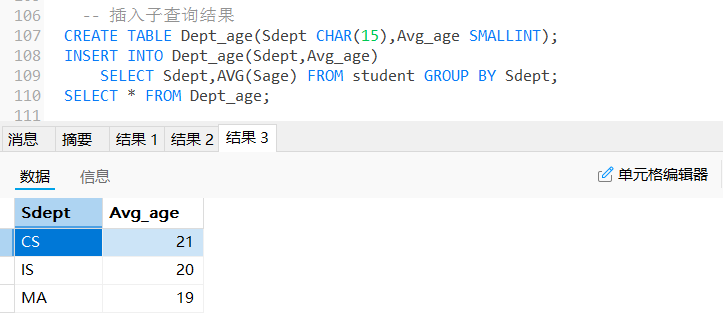 106 -- 插入子查询结果
107 CREATE TABLE Dept_age(Sdept CHAR(15),Avg_age SMALLINT);
108 INSERT INTO Dept_age(Sdept,Avg_age)
109 SELECT Sdept,AVG(Sage) FROM student GROUP BY Sdept;
110 SELECT * FROM Dept_age;
111
消息 摘要 结果 1 结果 2 结果 3
数据 信息 单元格编辑器
Sdept Avg_age
CS 21
IS 20
MA 19